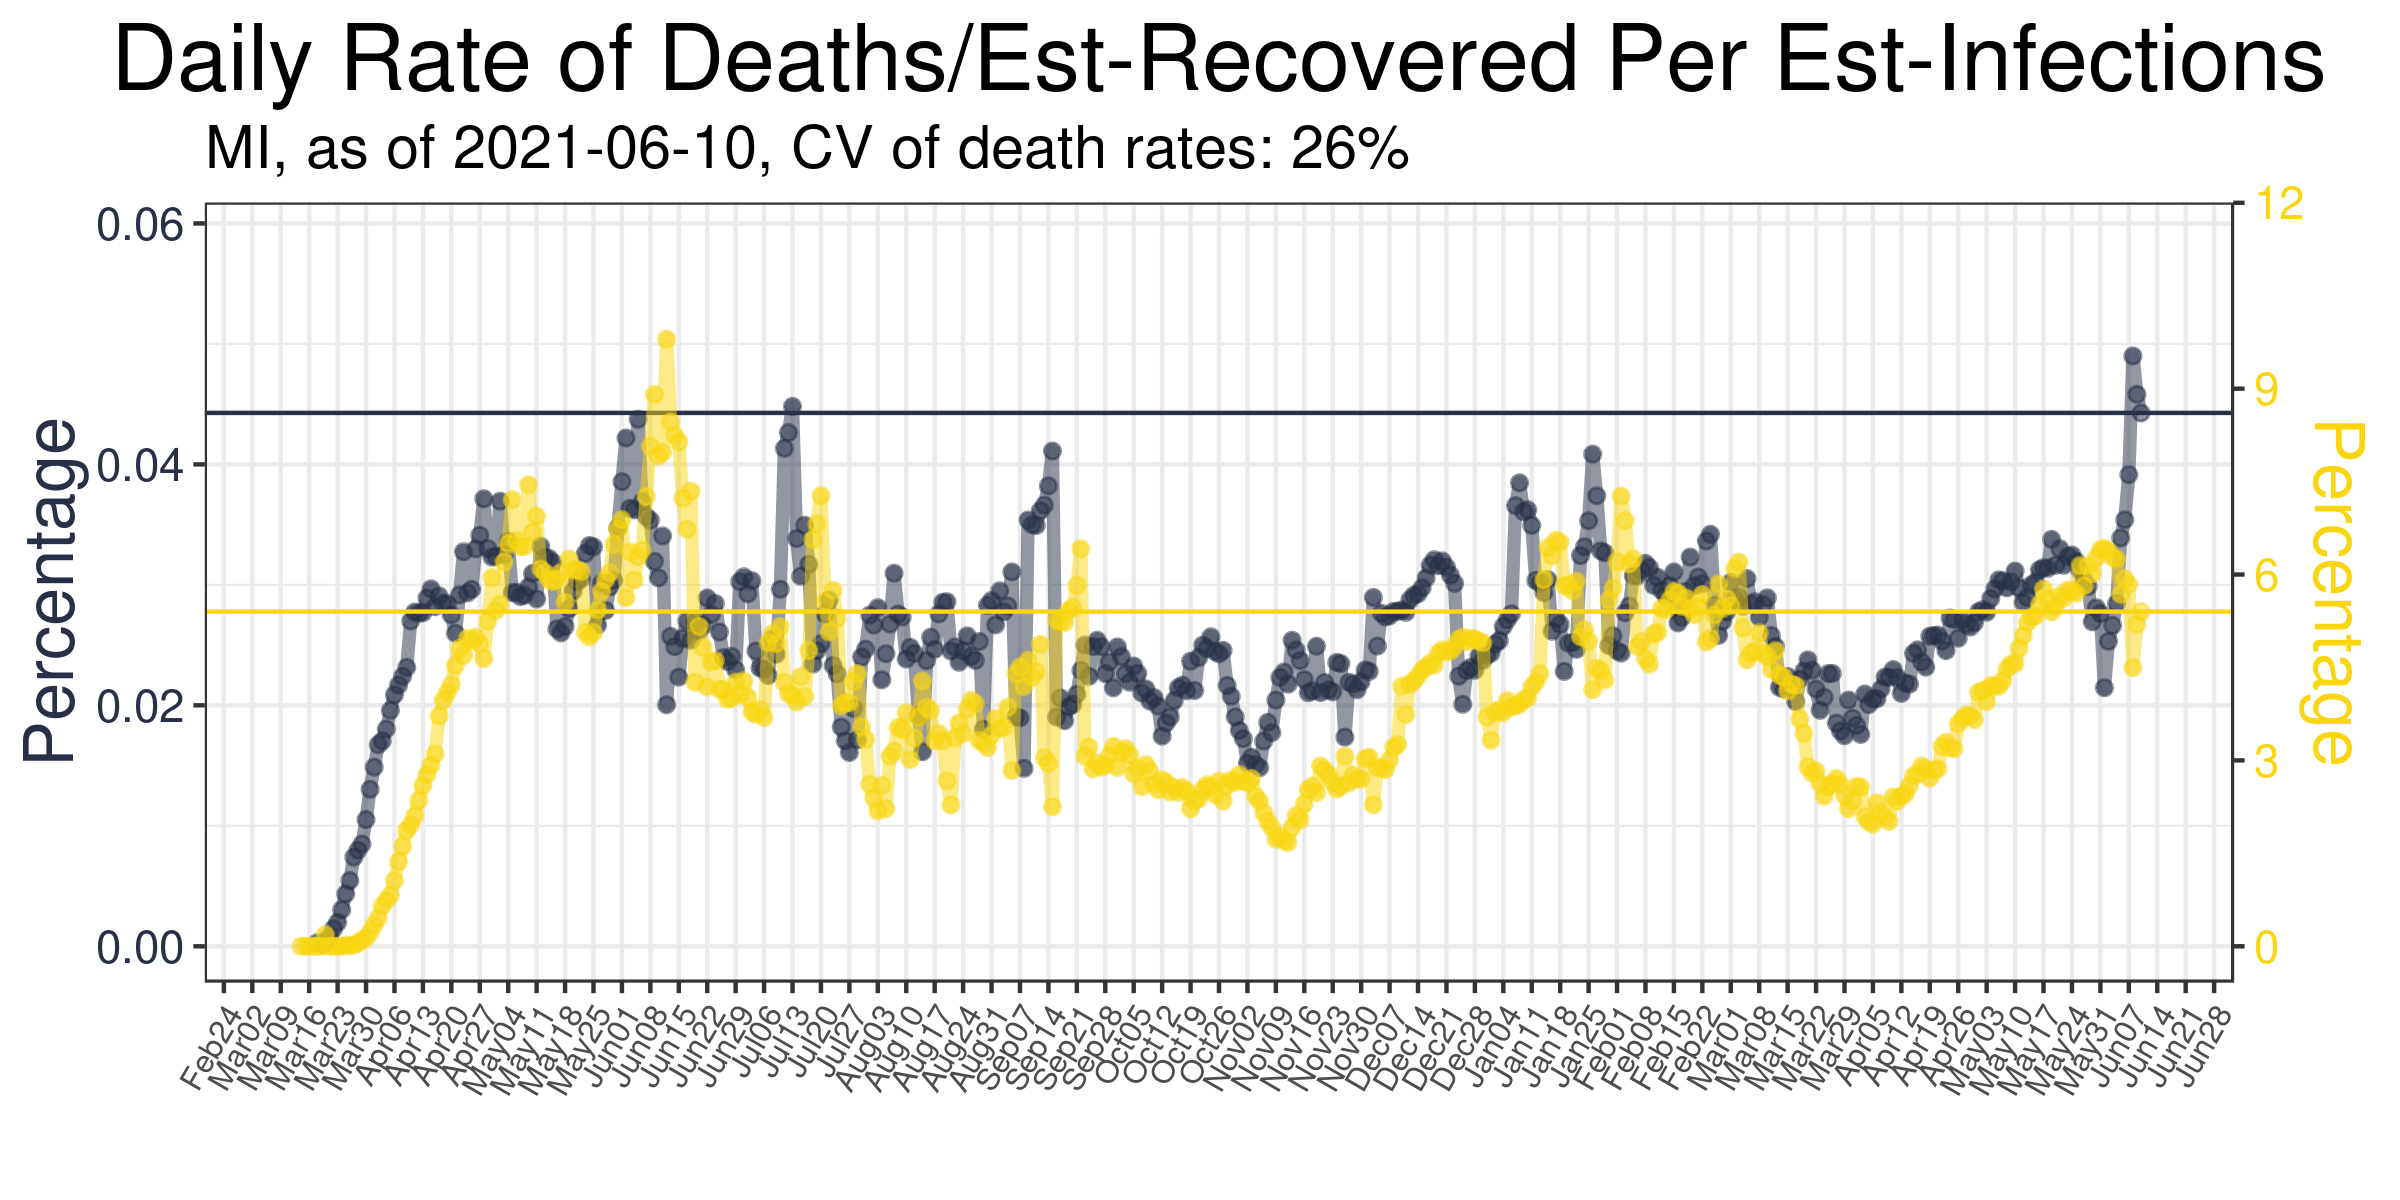 Daily Rate of Deaths/Est-Recovered Per Est-Infections
MI, as of 2021-06-10, CV of death rates: 26%
Percentage
0.06
0.04
0.02
0.00
12
9
6
3
0
Percentage
Feb24
Mar02
Mar09
Mar16
Mar23
Mar30
Apr06
Apr13
Apr20
Apr27
May04
May11
May18
May25
Jun01
Jun08
Jun15
Jun22
Jun29
Jul06
Jul13
Jul20
Jul27
Aug03
Aug10
Aug17
Aug24
Aug31
Sep07
Sep14
Sep21
Sep28
Oct05
Oct12
Oct19
Oct26
Nov02
Nov09
Nov16
Nov23
Nov30
Dec07
Dec14
Dec21
Dec28
Jan04
Jan11
Jan18
Jan25
Feb01
Feb08
Feb15
Feb22
Mar01
Mar08
Mar15
Mar22
Mar29
Apr05
Apr12
Apr19
Apr26
May03
May10
May17
May24
May31
Jun07
Jun14
Jun21
Jun28